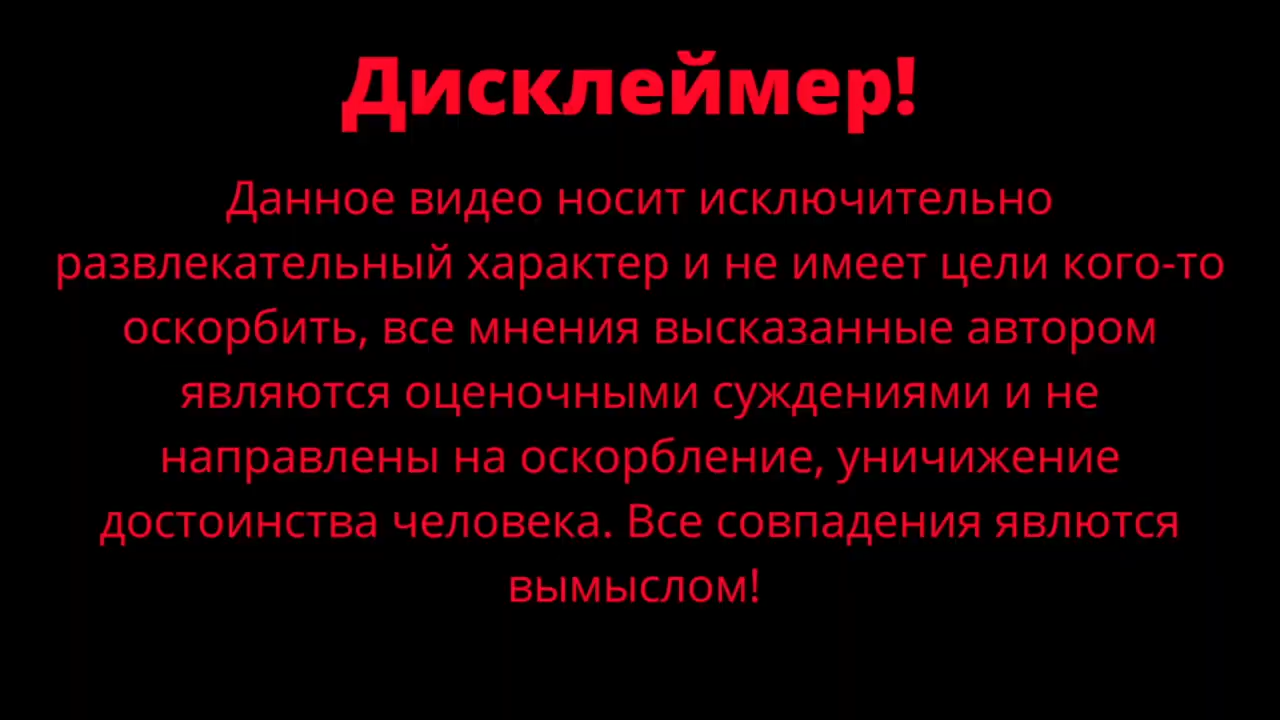 Дисклеймер!
Данное видео носит исключительно
развлекательный характер и не имеет цели кого-то
оскорбить, все мнения высказанные автором
являются оценочными суждениями и не
направлены на оскорбление, уничижение
достоинства человека. Все совпадения явлются
вымыслом!